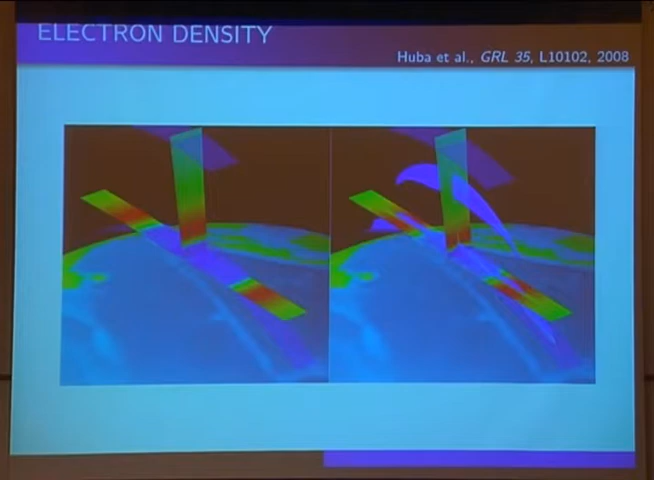 ELECTRON DENSITY
Huba et al., GRL 35, L10102, 2008